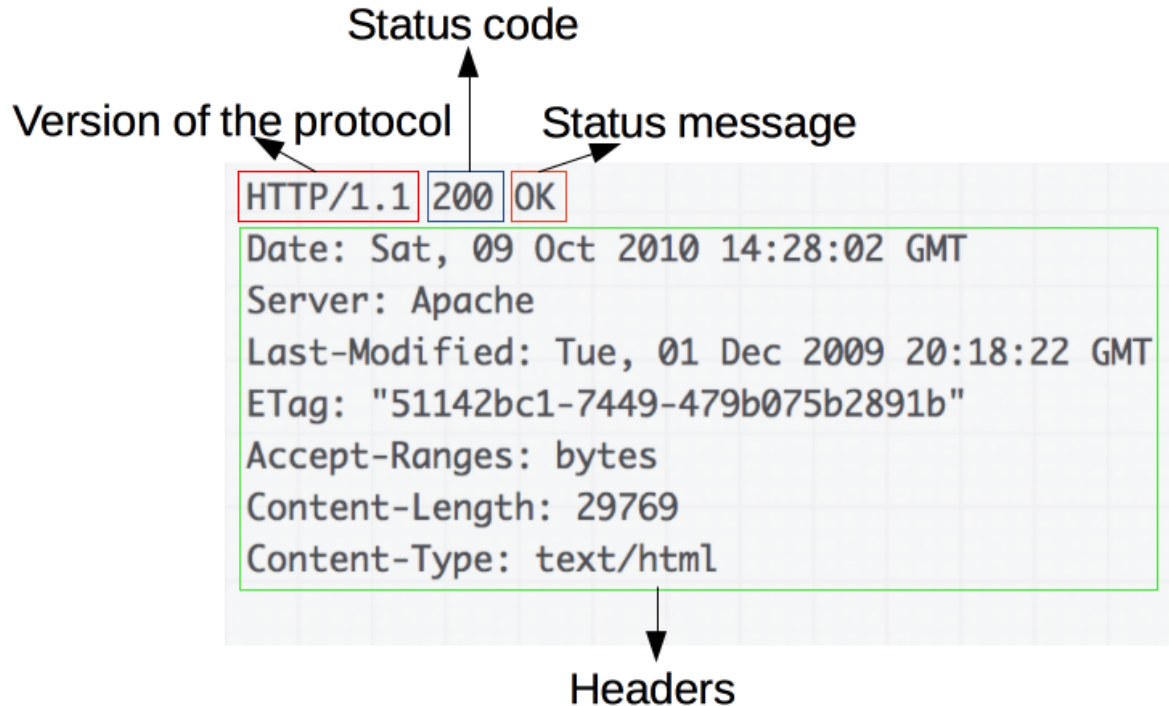 Status code
Version of the protocol
Status message
HTTP/1.1 200 OK
Date: Sat, 09 Oct 2010 14:28:02 GMT
Server: Apache
Last-Modified: Tue, 01 Dec 2009 20:18:22 GMT
ETag: "51142bc1-7449-479b075b2891b"
Accept-Ranges: bytes
Content-Length: 29769
Content-Type: text/html
Headers